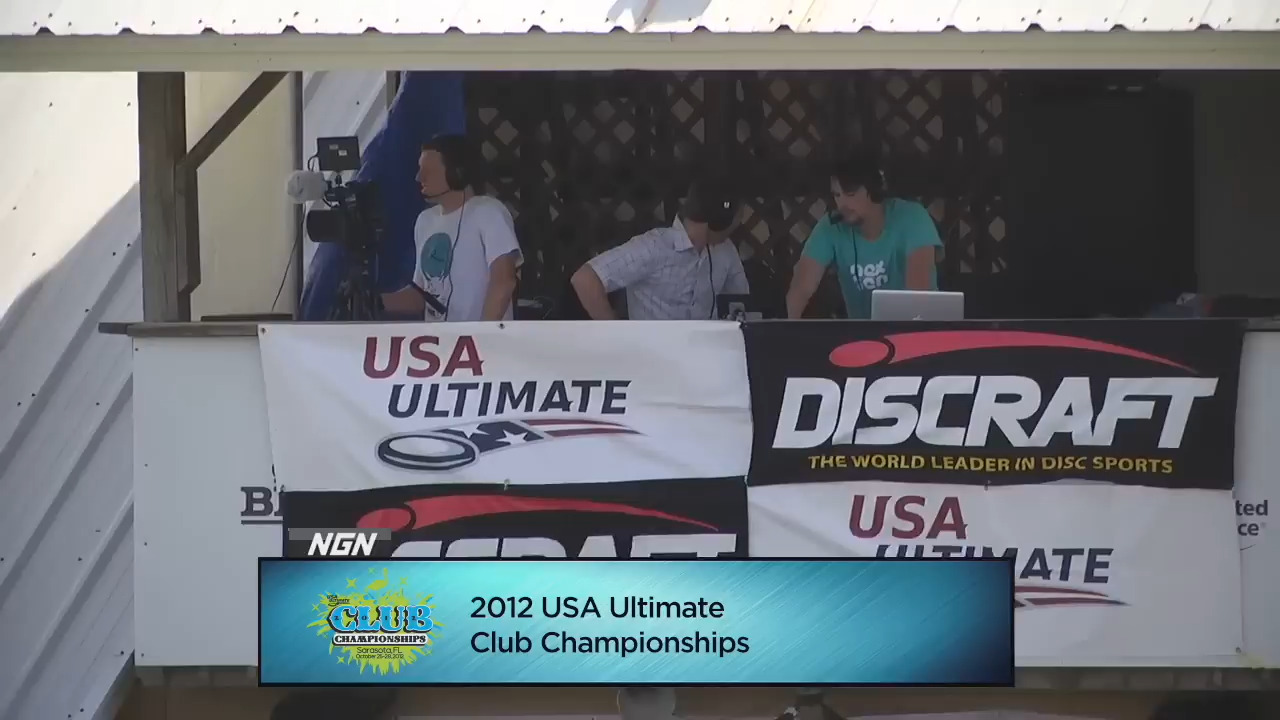 USA
ULTIMATE
DISCRAFT
THE WORLD LEADER IN DISC SPORTS
USA
ULTIMATE
NGN
CLUB
CHAMPIONSHIPS
Sarasota, FL
2012 USA Ultimate
Club Championships